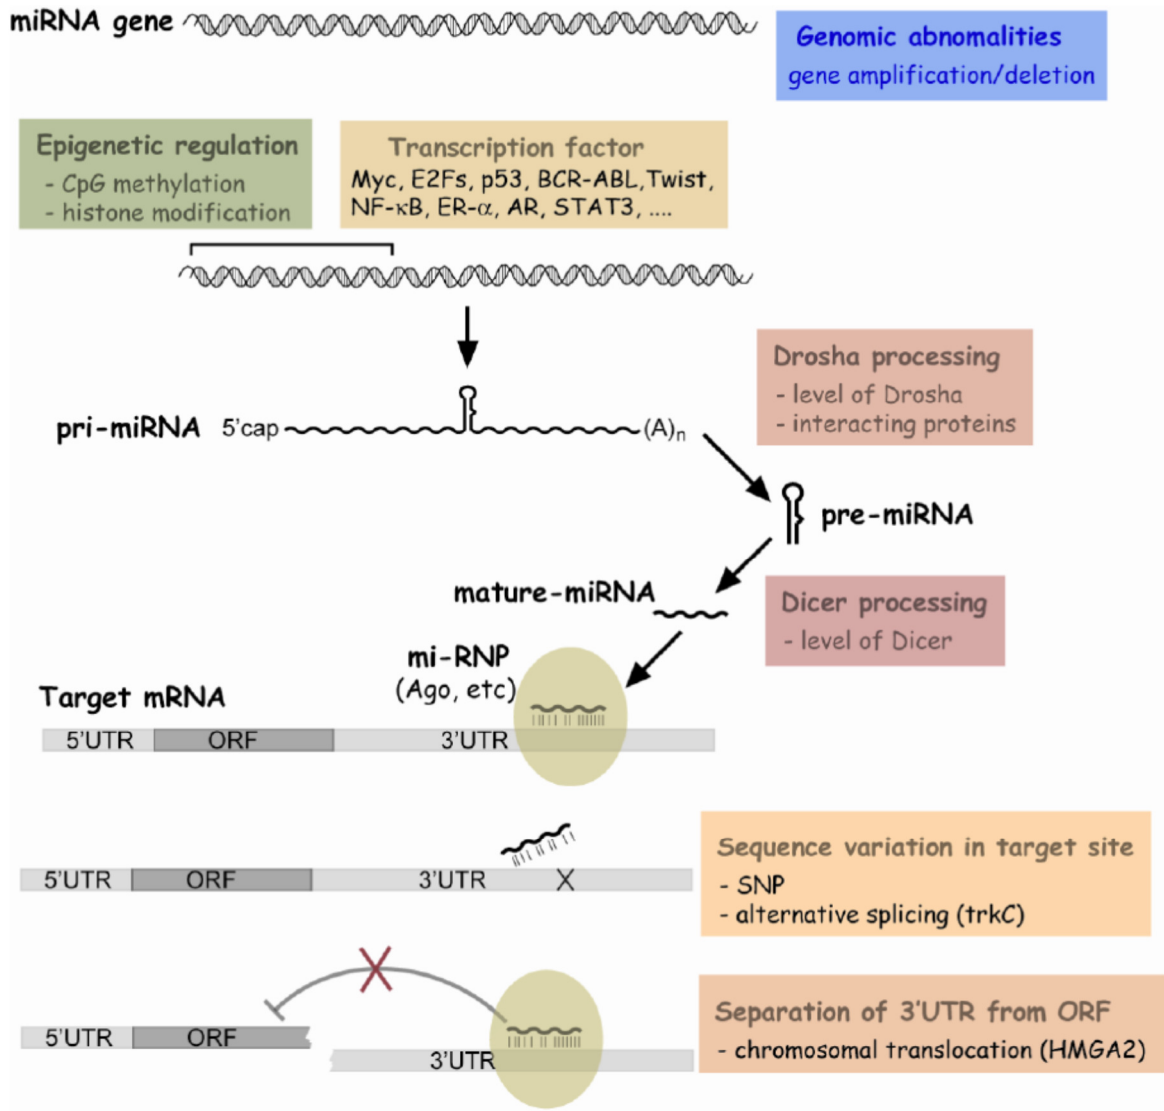 miRNA gene
Genomic abnomalities
gene amplification/deletion
Epigenetic regulation
- CpG methylation
- histone modification
Transcription factor
Myc, E2Fs, p53, BCR-ABL,Twist,
NF-κB, ER-α, AR, STAT3, ....
Drosha processing
- level of Drosha
- interacting proteins
pri-miRNA 5'cap (A)n
pre-miRNA
mature-miRNA
Dicer processing
- level of Dicer
mi-RNP
(Ago, etc)
Target mRNA
5'UTR ORF 3'UTR
Sequence variation in target site
- SNP
- alternative splicing (trkC)
5'UTR ORF 3'UTR X
Separation of 3'UTR from ORF
- chromosomal translocation (HMGA2)
5'UTR ORF
3'UTR